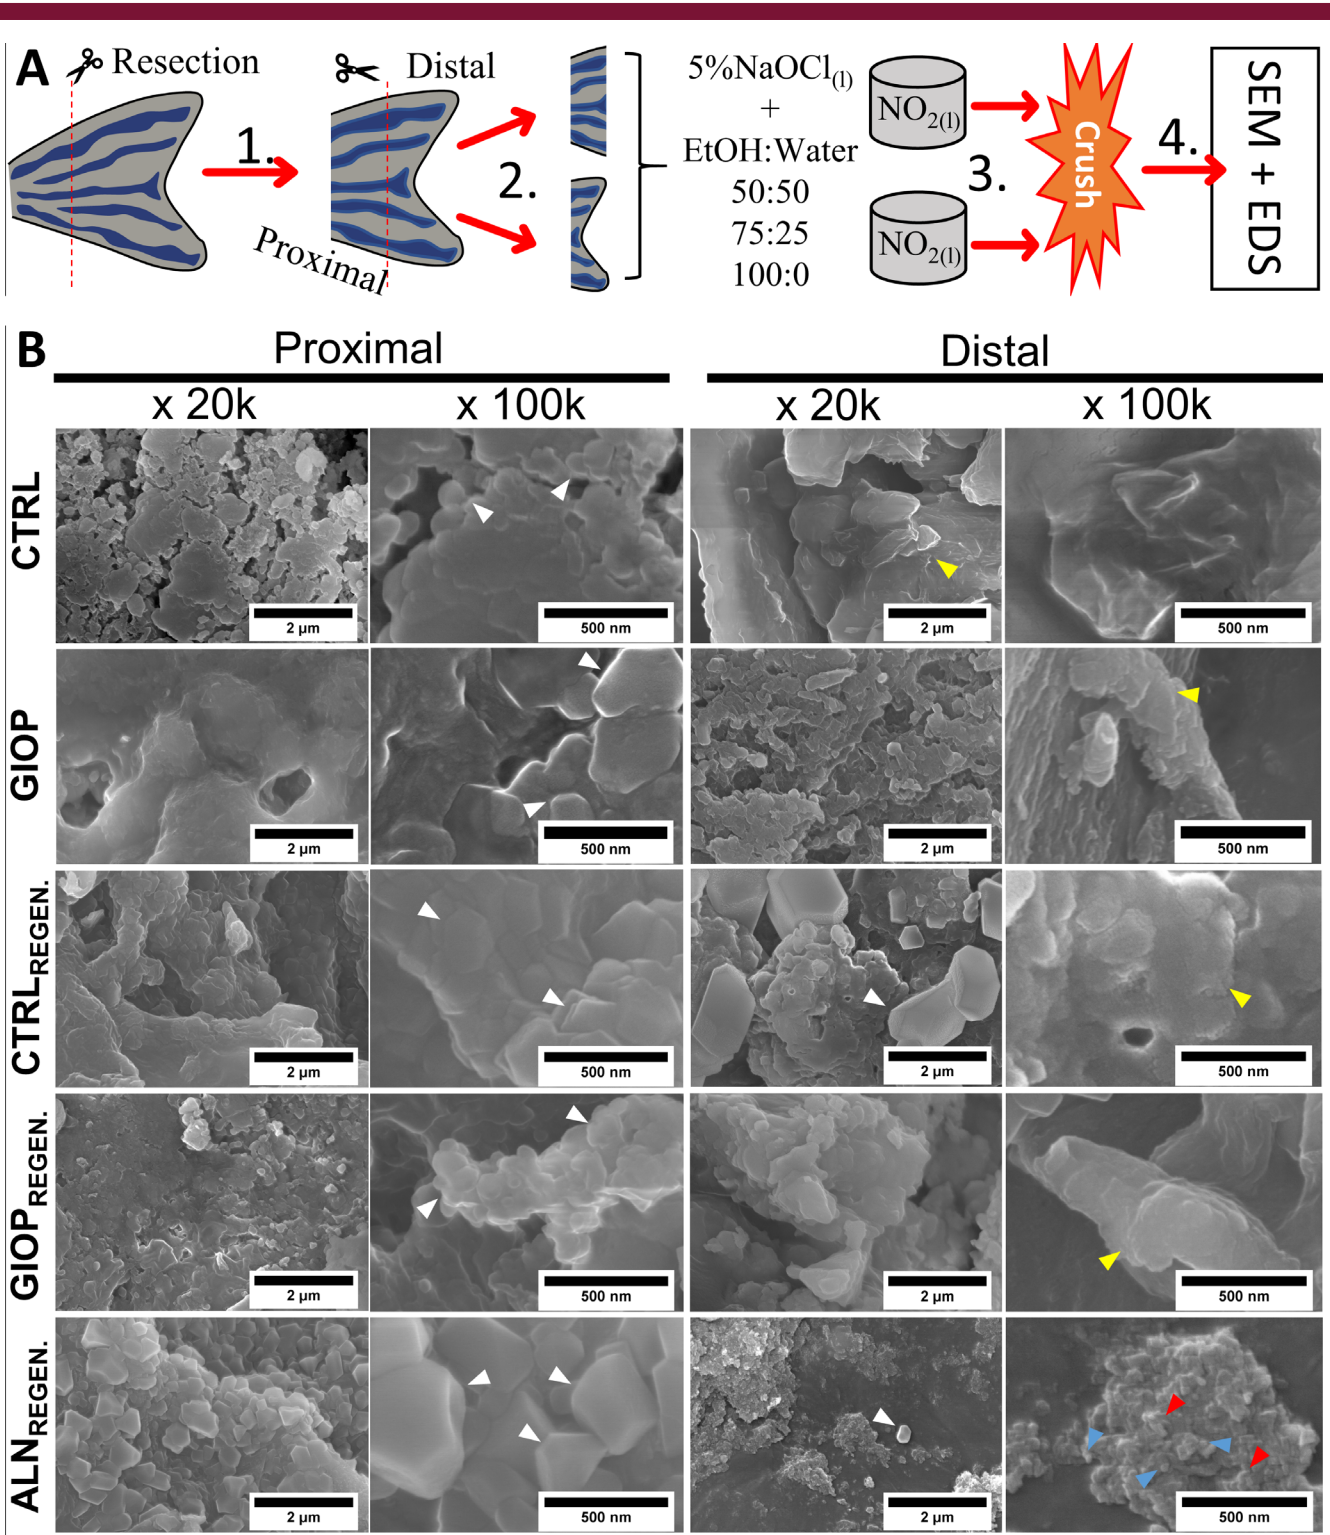 A
Resection
1.
Distal
Proximal
2.
5%NaOCl(l)
+
EtOH:Water
50:50
75:25
100:0
NO2(l)
NO2(l)
3.
Crush
4.
SEM + EDS
B
Proximal
Distal
x 20k
x 100k
x 20k
x 100k
CTRL
2 µm
500 nm
2 µm
500 nm
GIOP
2 µm
500 nm
2 µm
500 nm
CTRLREGEN.
2 µm
500 nm
2 µm
500 nm
GIOPREGEN.
2 µm
500 nm
2 µm
500 nm
ALNREGEN.
2 µm
500 nm
2 µm
500 nm